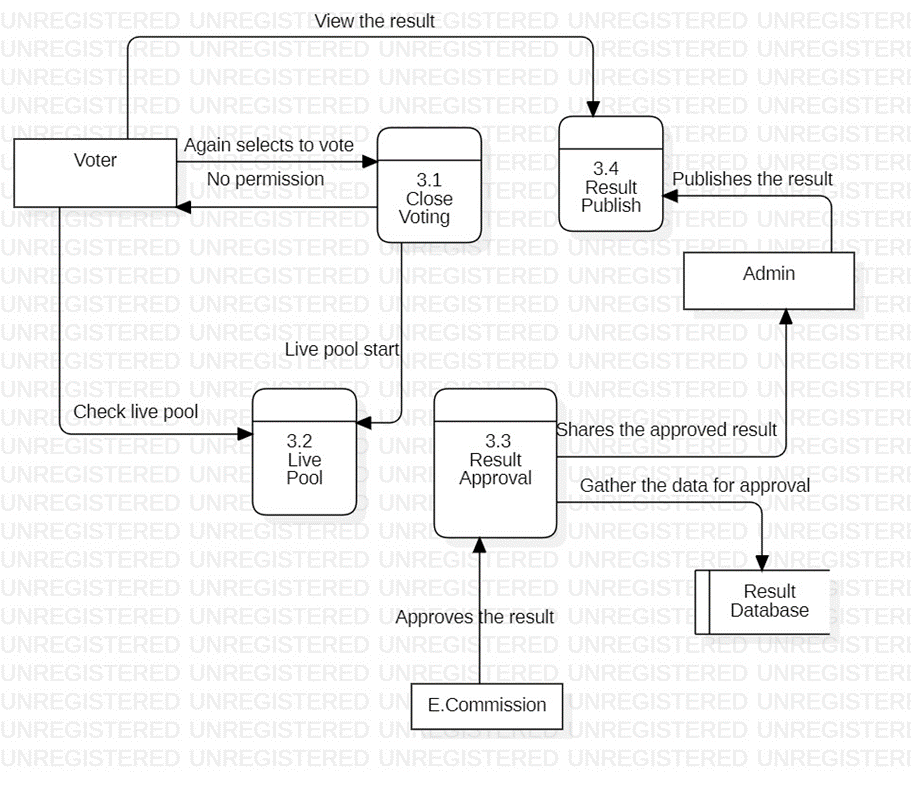 View the result
Voter
Again selects to vote
No permission
3.1
Close
Voting
3.4
Result
Publish
Publishes the result
Admin
Live pool start
Check live pool
3.2
Live
Pool
3.3
Result
Approval
Shares the approved result
Gather the data for approval
Result
Database
Approves the result
E.Commission
UNREGISTERED